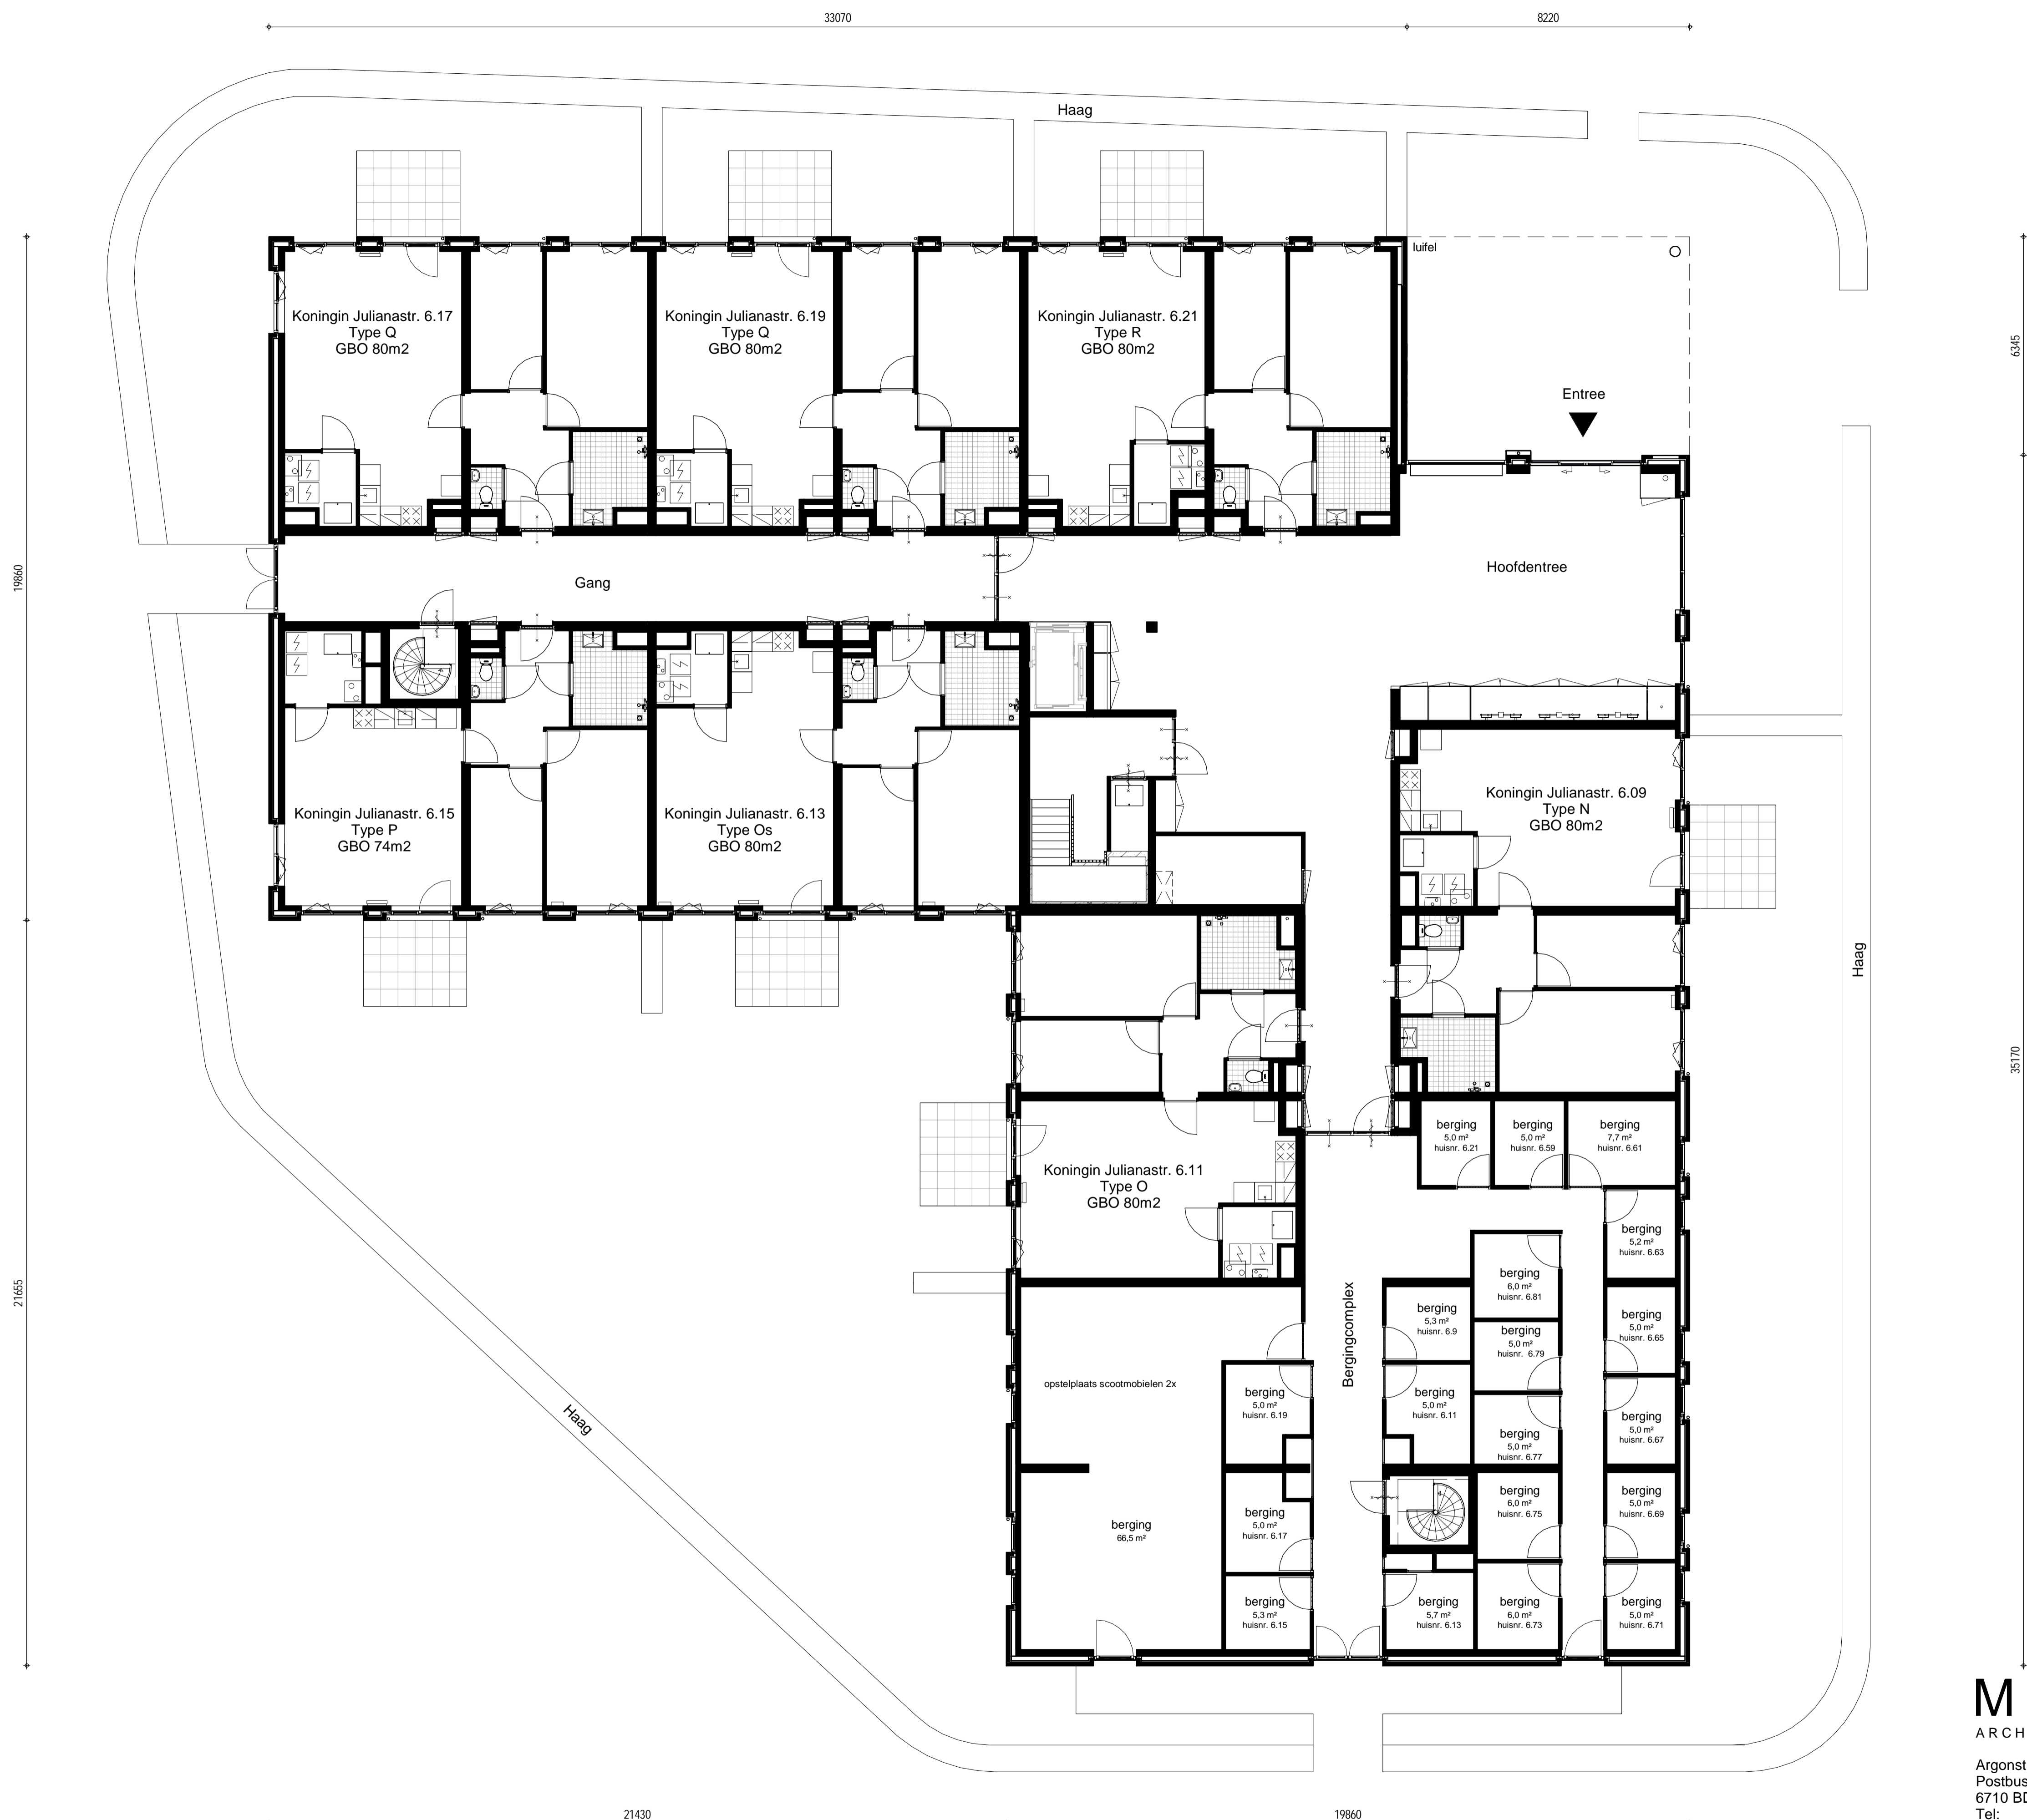 33070
8220
Haag
luifel
Koningin Julianastr. 6.17
Type Q
GBO 80m2
Koningin Julianastr. 6.19
Type Q
GBO 80m2
Koningin Julianastr. 6.21
Type R
GBO 80m2
6345
Entree
19860
Gang
Hoofdentree
Koningin Julianastr. 6.15
Type P
GBO 74m2
Koningin Julianastr. 6.13
Type Os
GBO 80m2
Koningin Julianastr. 6.09
Type N
GBO 80m2
Haag
35170
Koningin Julianastr. 6.11
Type O
GBO 80m2
berging
5,0 m²
huisnr. 6.21
berging
5,0 m²
huisnr. 6.59
berging
7,7 m²
huisnr. 6.61
berging
5,2 m²
huisnr. 6.63
21655
Bergingcomplex
berging
6,0 m²
huisnr. 6.81
berging
5,3 m²
huisnr. 6.9
berging
5,0 m²
huisnr. 6.79
berging
5,0 m²
huisnr. 6.65
opstelplaats scootmobielen 2x
berging
5,0 m²
huisnr. 6.19
berging
5,0 m²
huisnr. 6.11
berging
5,0 m²
huisnr. 6.77
berging
5,0 m²
huisnr. 6.67
Haag
berging
66,5 m²
berging
5,0 m²
huisnr. 6.17
berging
6,0 m²
huisnr. 6.75
berging
5,0 m²
huisnr. 6.69
berging
5,3 m²
huisnr. 6.15
berging
5,7 m²
huisnr. 6.13
berging
6,0 m²
huisnr. 6.73
berging
5,0 m²
huisnr. 6.71
M
ARCH
Argonst
Postbus
6710 BD
Tel:
21430
19860